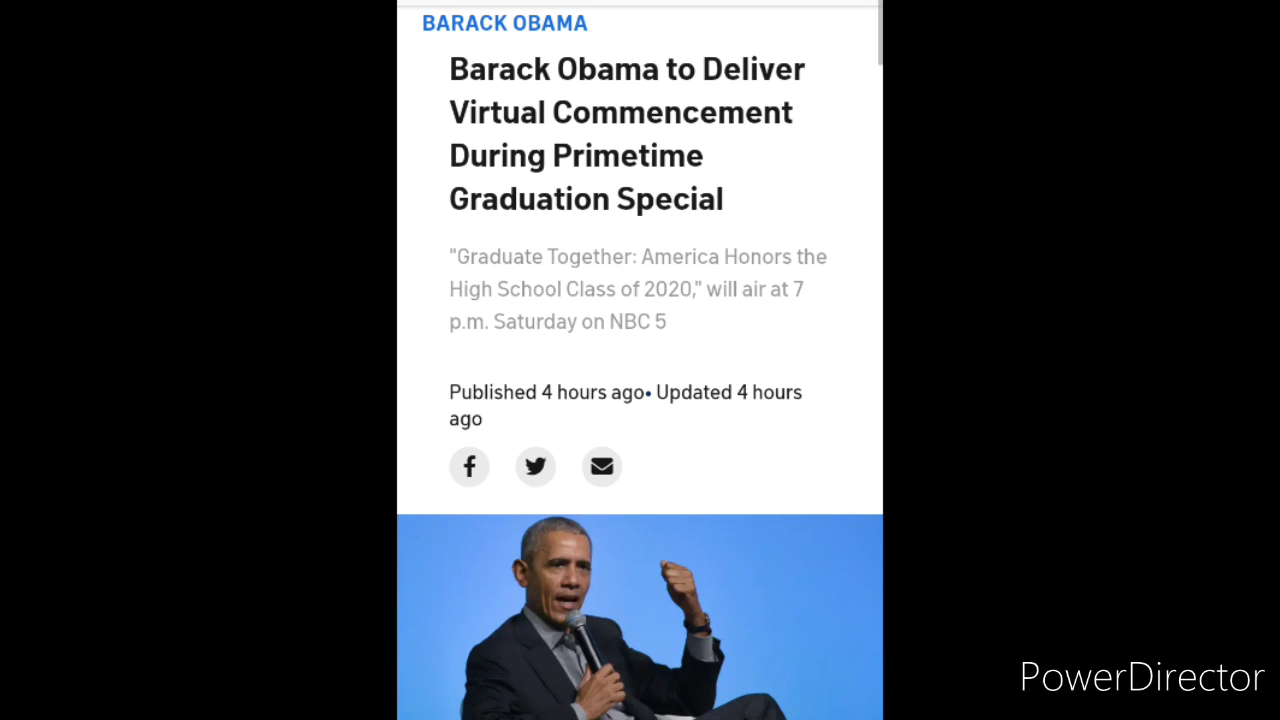 BARACK OBAMA
Barack Obama to Deliver
Virtual Commencement
During Primetime
Graduation Special
"Graduate Together: America Honors the
High School Class of 2020," will air at 7
p.m. Saturday on NBC 5
Published 4 hours ago• Updated 4 hours
ago
PowerDirector